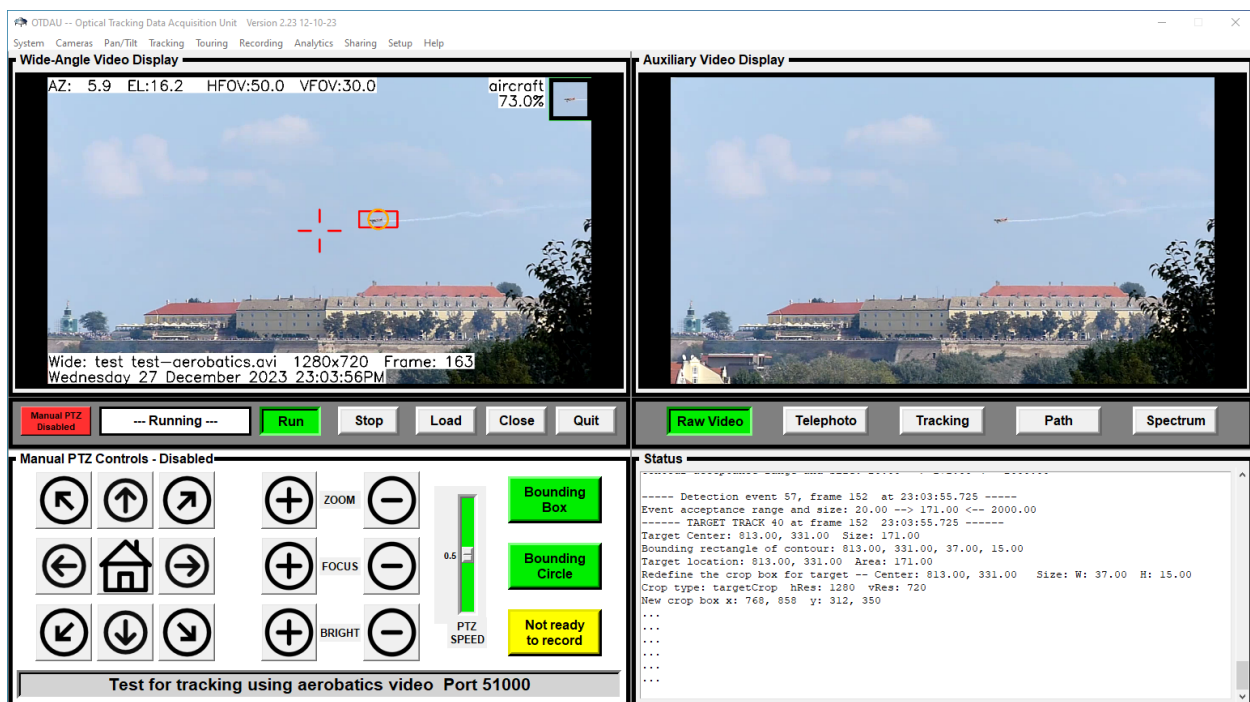 OTDAU -- Optical Tracking Data Acquisition Unit Version 2.23 12-10-23
System Cameras Pan/Tilt Tracking Touring Recording Analytics Sharing Setup Help
Wide-Angle Video Display
AZ: 5.9 EL:16.2 HFOV:50.0 VFOV:30.0
aircraft
73.0%
Wide: test test-aerobatics.avi 1280x720 Frame: 163
Wednesday 27 December 2023 23:03:56PM
Auxiliary Video Display
Manual PTZ
Disabled
--- Running ---
Run
Stop
Load
Close
Quit
Raw Video
Telephoto
Tracking
Path
Spectrum
Manual PTZ Controls - Disabled
ZOOM
FOCUS
BRIGHT
0.5
PTZ
SPEED
Bounding
Box
Bounding
Circle
Not ready
to record
Test for tracking using aerobatics video Port 51000
Status
----- Detection event 57, frame 152 at 23:03:55.725 -----
Event acceptance range and size: 20.00 --> 171.00 <-- 2000.00
------ TARGET TRACK 40 at frame 152 23:03:55.725 ------
Target Center: 813.00, 331.00 Size: 171.00
Bounding rectangle of contour: 813.00, 331.00, 37.00, 15.00
Target location: 813.00, 331.00 Area: 171.00
Redefine the crop box for target -- Center: 813.00, 331.00 Size: W: 37.00 H: 15.00
Crop type: targetCrop hRes: 1280 vRes: 720
New crop box x: 768, 858 y: 312, 350
...
...
...
...
...
...